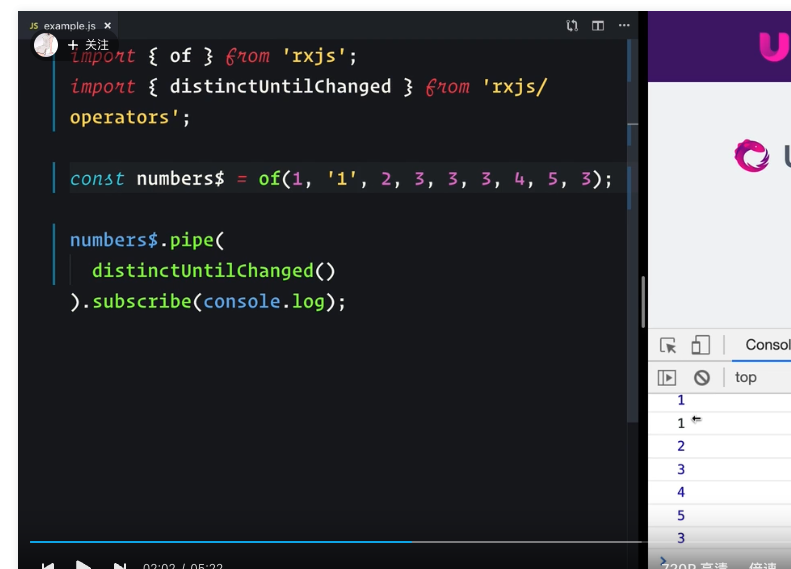 JS example.js ×
+ 关注
import { of } from 'rxjs';
import { distinctUntilChanged } from 'rxjs/
operators';
const numbers$ = of(1, '1', 2, 3, 3, 3, 4, 5, 3);
numbers$.pipe(
distinctUntilChanged()
).subscribe(console.log);
U
U
Consol
top
1
1
2
3
4
5
3
02:02 / 05:22
720P 高清 倍速